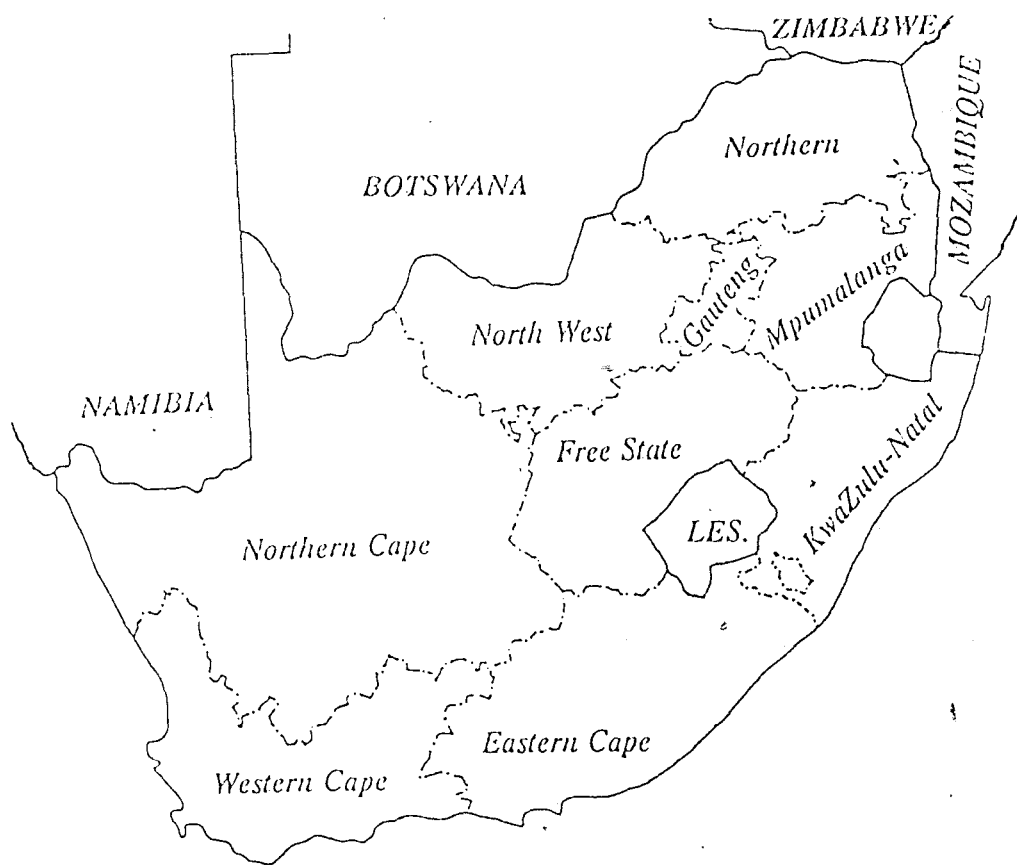 ZIMBABWE
MOZAMBIQUE
Northern
BOTSWANA
Gauteng
Mpumalanga
North West
NAMIBIA
Free State
KwaZulu-Natal
LES.
Northern Cape
Eastern Cape
Western Cape